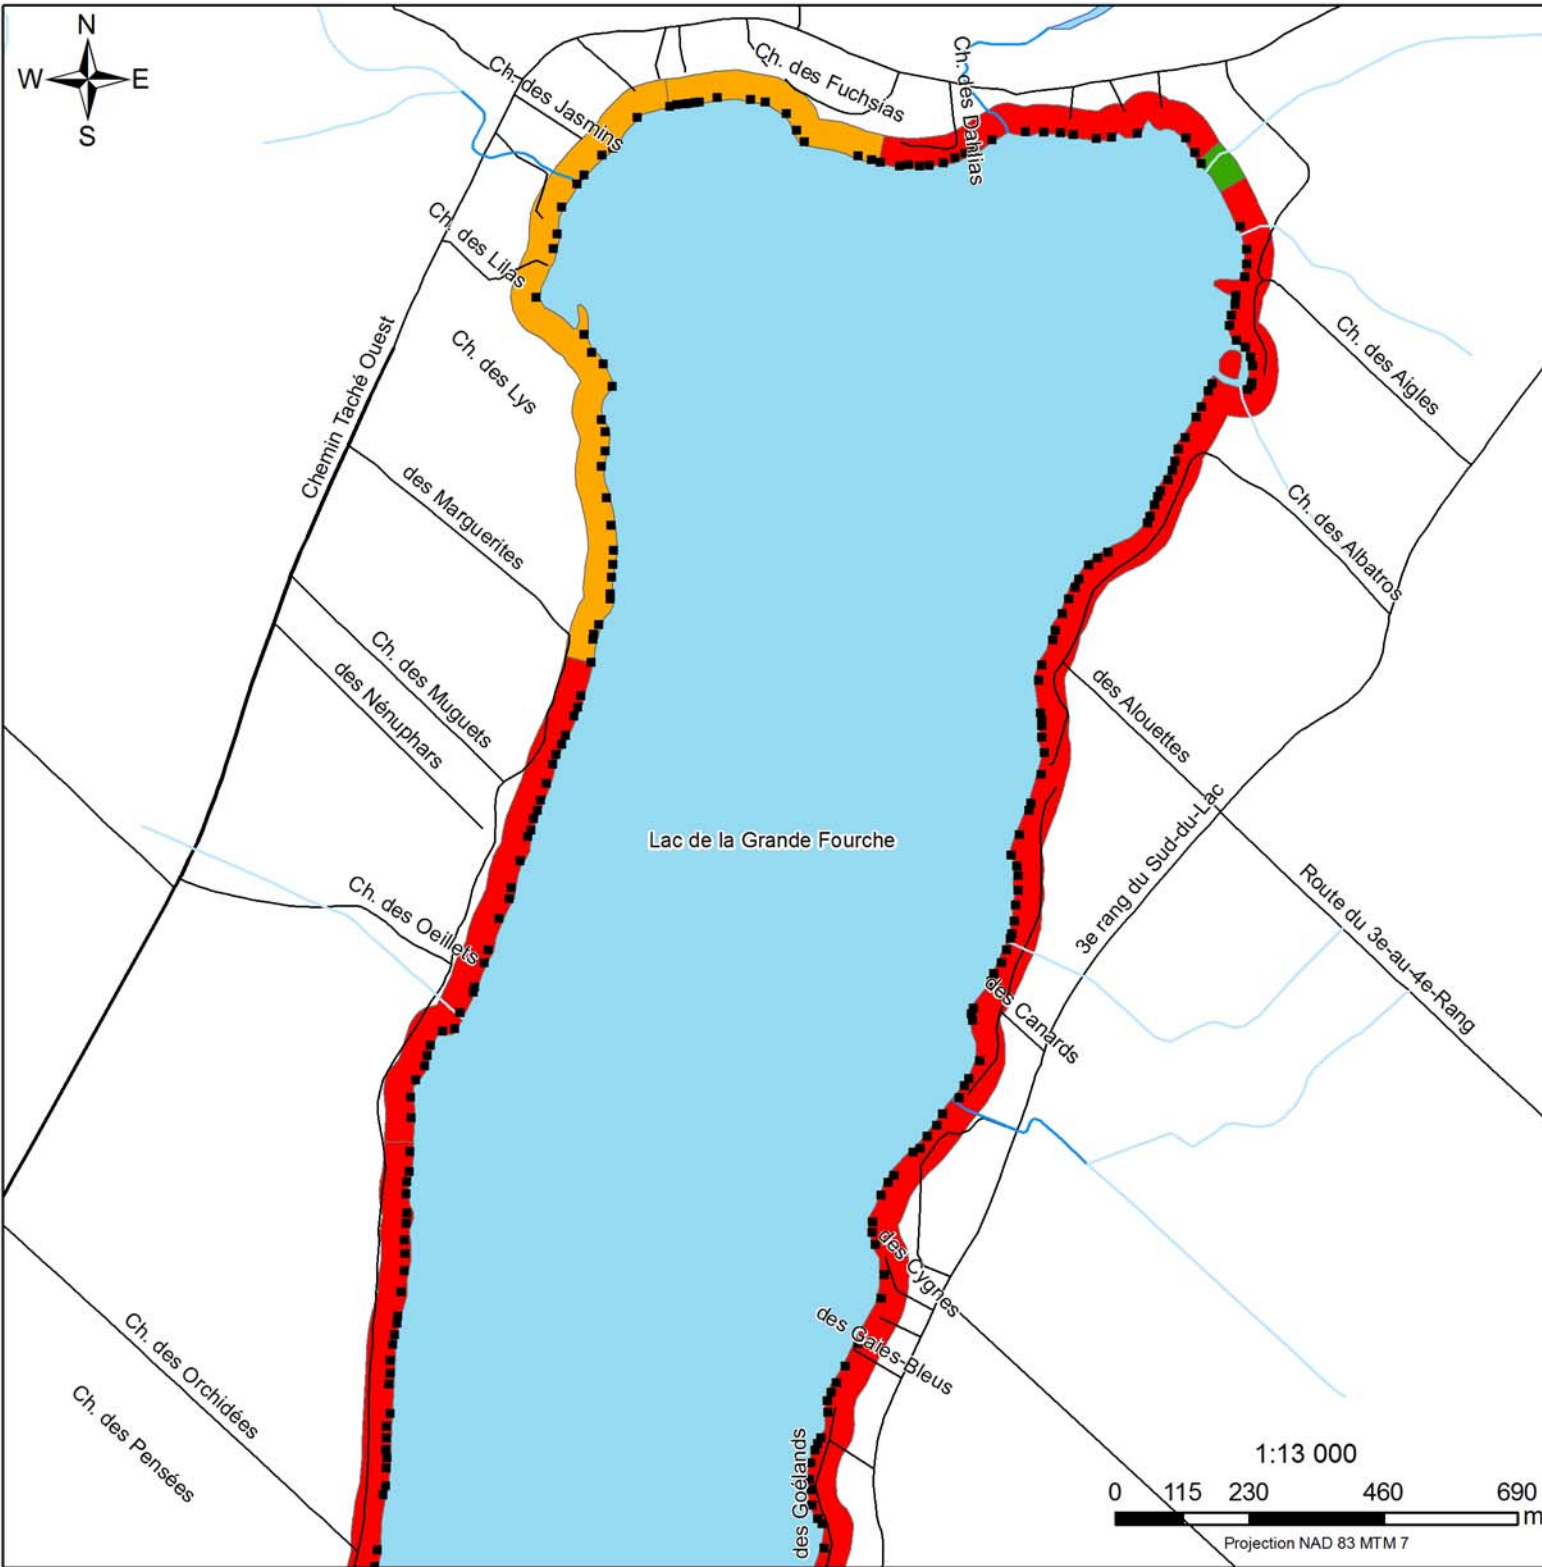 N
W E
S
Ch. des Jasmins
Ch. des Fuchsias
Ch. des Dahlias
Ch. des Lilas
Ch. des Lys
Chemin Taché Ouest
Ch. des Aigles
des Marguerites
Ch. des Albatros
Ch. des Muguets
des Nénuphars
des Alouettes
Lac de la Grande Fourche
3e rang du Sud-du-Lac
Ch. des Oeillets
Route du 3e-au-4e-Rang
des Canards
des Cygnes
des Gaies-Bleus
Ch. des Orchidées
Ch. des Pensées
des Goélands
1:13 000
0 115 230 460 690
m
Projection NAD 83 MTM 7